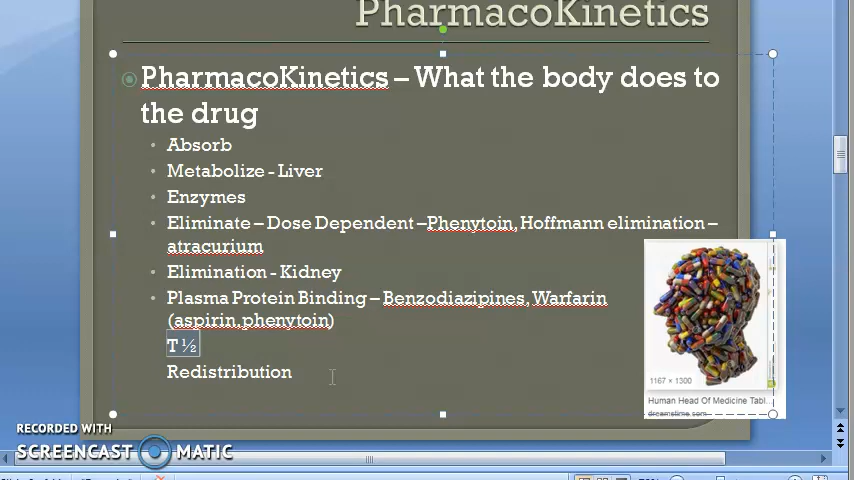 PharmacoKinetics
PharmacoKinetics – What the body does to
the drug
Absorb
Metabolize - Liver
Enzymes
Eliminate – Dose Dependent –Phenytoin, Hoffmann elimination –
atracurium
Elimination - Kidney
Plasma Protein Binding – Benzodiazipines, Warfarin
(aspirin,phenytoin)
T ½
Redistribution
1167 × 1300
Human Head Of Medicine Tabl...
dreamstime.com
RECORDED WITH
SCREENCAST MATIC